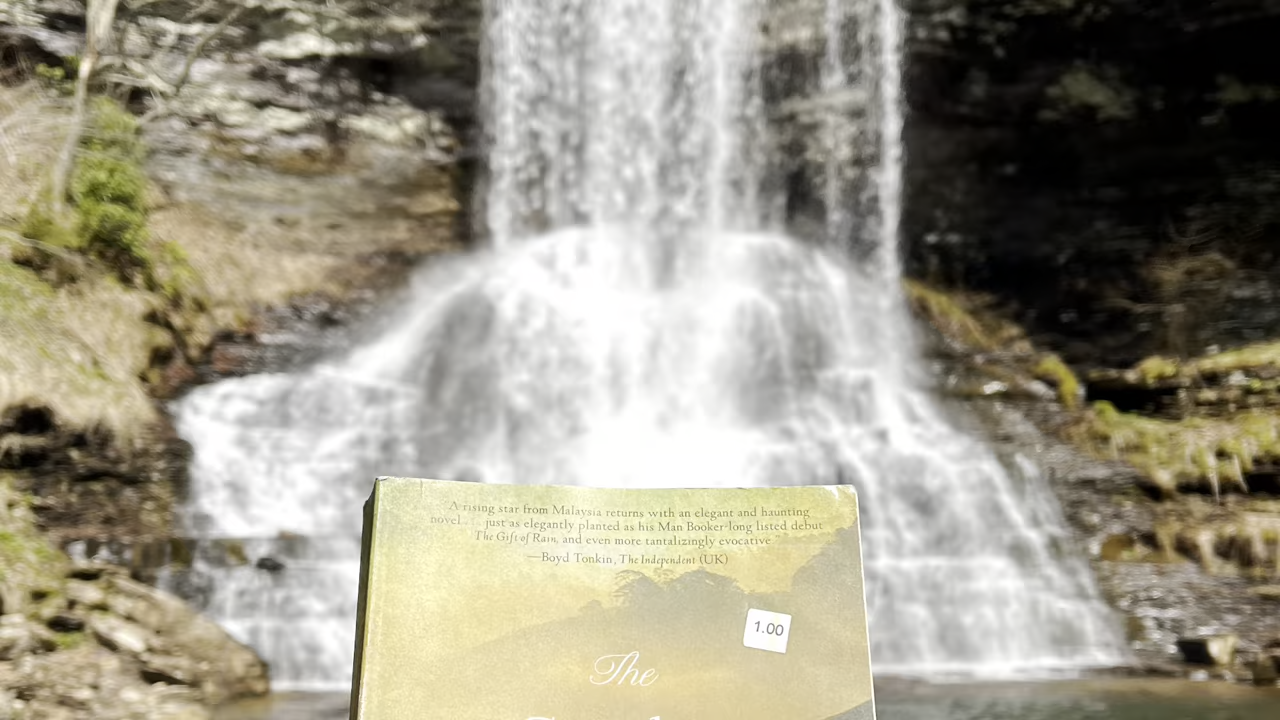 A rising star from Malaysia returns with an elegant and haunting
novel . . . just as elegantly planted as his Man Booker-long listed debut
The Gift of Rain, and even more tantalizingly evocative."
—Boyd Tonkin, The Independent (UK)
1.00
The